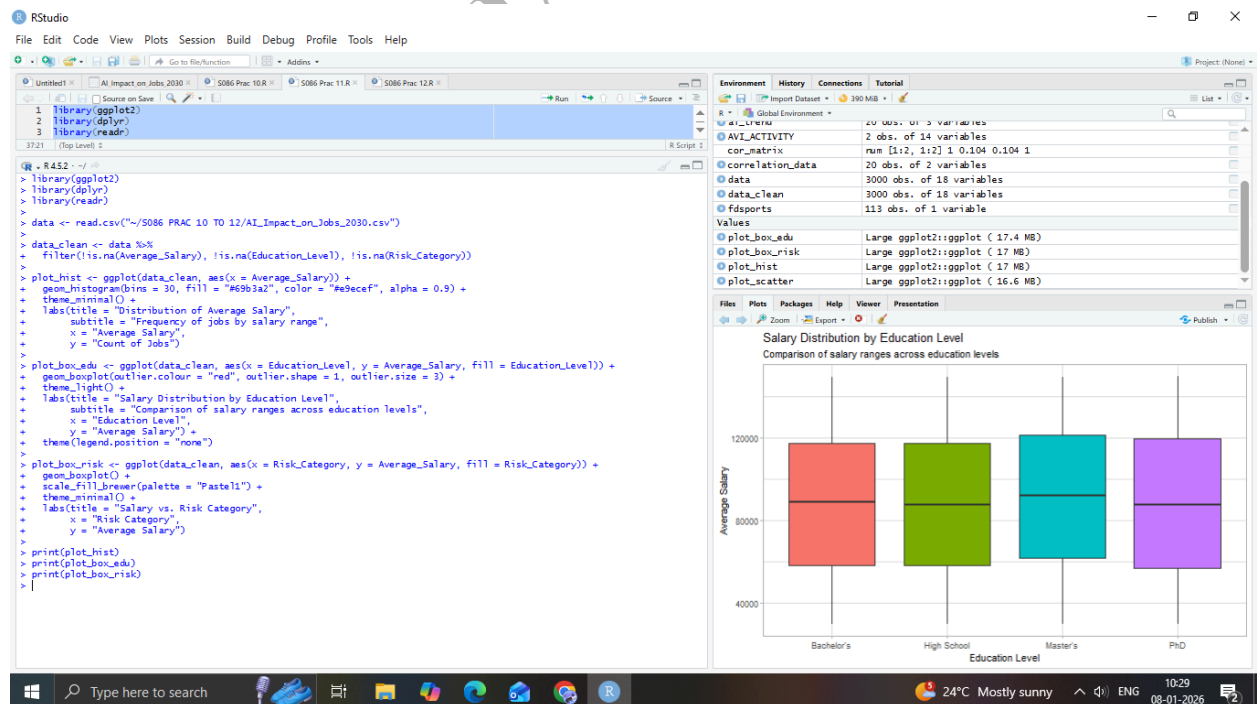 RStudio
File Edit Code View Plots Session Build Debug Profile Tools Help
Go to file/function Addins Project: (None)
Untitled1 AI_Impact_on_Jobs_2030 S086 Prac 10.R S086 Prac 11.R S086 Prac 12.R
Source on Save Run Source
1 library(ggplot2)
2 library(dplyr)
3 library(readr)
37:21 (Top Level) R Script
R 4.5.2 · ~/
> library(ggplot2)
> library(dplyr)
> library(readr)
>
> data <- read.csv("~/S086 PRAC 10 TO 12/AI_Impact_on_Jobs_2030.csv")
>
> data_clean <- data %>%
+   filter(!is.na(Average_Salary), !is.na(Education_Level), !is.na(Risk_Category))
>
> plot_hist <- ggplot(data_clean, aes(x = Average_Salary)) +
+   geom_histogram(bins = 30, fill = "#69b3a2", color = "#e9ecef", alpha = 0.9) +
+   theme_minimal() +
+   labs(title = "Distribution of Average Salary",
+        subtitle = "Frequency of jobs by salary range",
+        x = "Average Salary",
+        y = "Count of Jobs")
>
> plot_box_edu <- ggplot(data_clean, aes(x = Education_Level, y = Average_Salary, fill = Education_Level)) +
+   geom_boxplot(outlier.colour = "red", outlier.shape = 1, outlier.size = 3) +
+   theme_light() +
+   labs(title = "Salary Distribution by Education Level",
+        subtitle = "Comparison of salary ranges across education levels",
+        x = "Education Level",
+        y = "Average Salary") +
+   theme(legend.position = "none")
>
> plot_box_risk <- ggplot(data_clean, aes(x = Risk_Category, y = Average_Salary, fill = Risk_Category)) +
+   geom_boxplot() +
+   scale_fill_brewer(palette = "Pastel1") +
+   theme_minimal() +
+   labs(title = "Salary vs. Risk Category",
+        x = "Risk Category",
+        y = "Average Salary")
>
> print(plot_hist)
> print(plot_box_edu)
> print(plot_box_risk)
>
Environment History Connections Tutorial
Import Dataset 390 MiB List
R Global Environment
ai_trend 20 obs. of 3 variables
AVI_ACTIVITY 2 obs. of 14 variables
cor_matrix num [1:2, 1:2] 1 0.104 0.104 1
correlation_data 20 obs. of 2 variables
data 3000 obs. of 18 variables
data_clean 3000 obs. of 18 variables
fdsports 113 obs. of 1 variable
Values
plot_box_edu Large ggplot2::ggplot ( 17.4 MB)
plot_box_risk Large ggplot2::ggplot ( 17 MB)
plot_hist Large ggplot2::ggplot ( 17 MB)
plot_scatter Large ggplot2::ggplot ( 16.6 MB)
Files Plots Packages Help Viewer Presentation
Zoom Export Publish
Salary Distribution by Education Level
Comparison of salary ranges across education levels
120000
80000
40000
Average Salary
Bachelor's High School Master's PhD
Education Level
Type here to search
5 24°C Mostly sunny ENG 10:29
08-01-2026 2